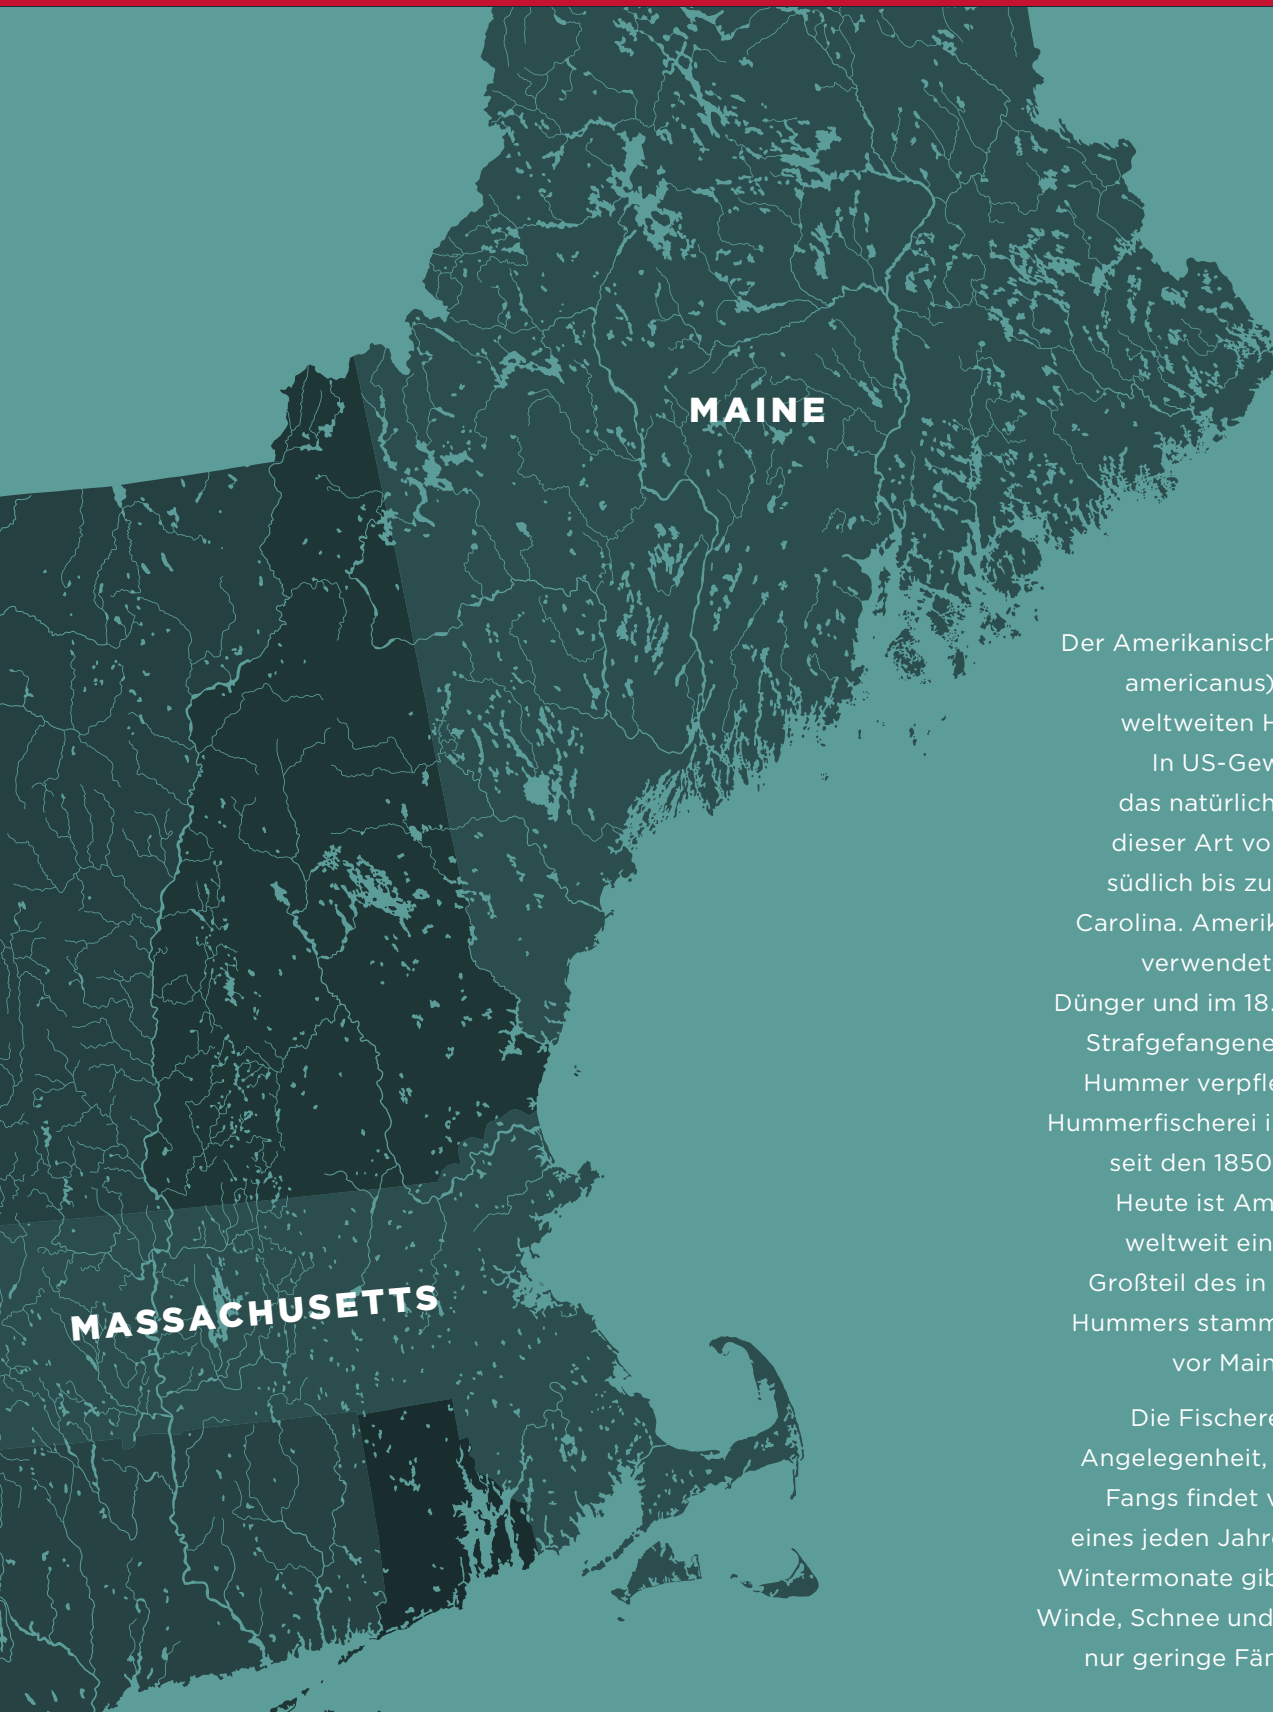 MAINE
Der Amerikanisch
americanus)
weltweiten H
In US-Gew
das natürlich
dieser Art vo
südlich bis zu
Carolina. Amerik
verwendet
Dünger und im 18.
Strafgefangene
Hummer verpfle
Hummerfischerei i
seit den 1850
Heute ist Am
weltweit ein
Großteil des in
Hummers stamm
vor Main
MASSACHUSETTS
Die Fischere
Angelegenheit,
Fangs findet v
eines jeden Jahr
Wintermonate gib
Winde, Schnee und
nur geringe Fän